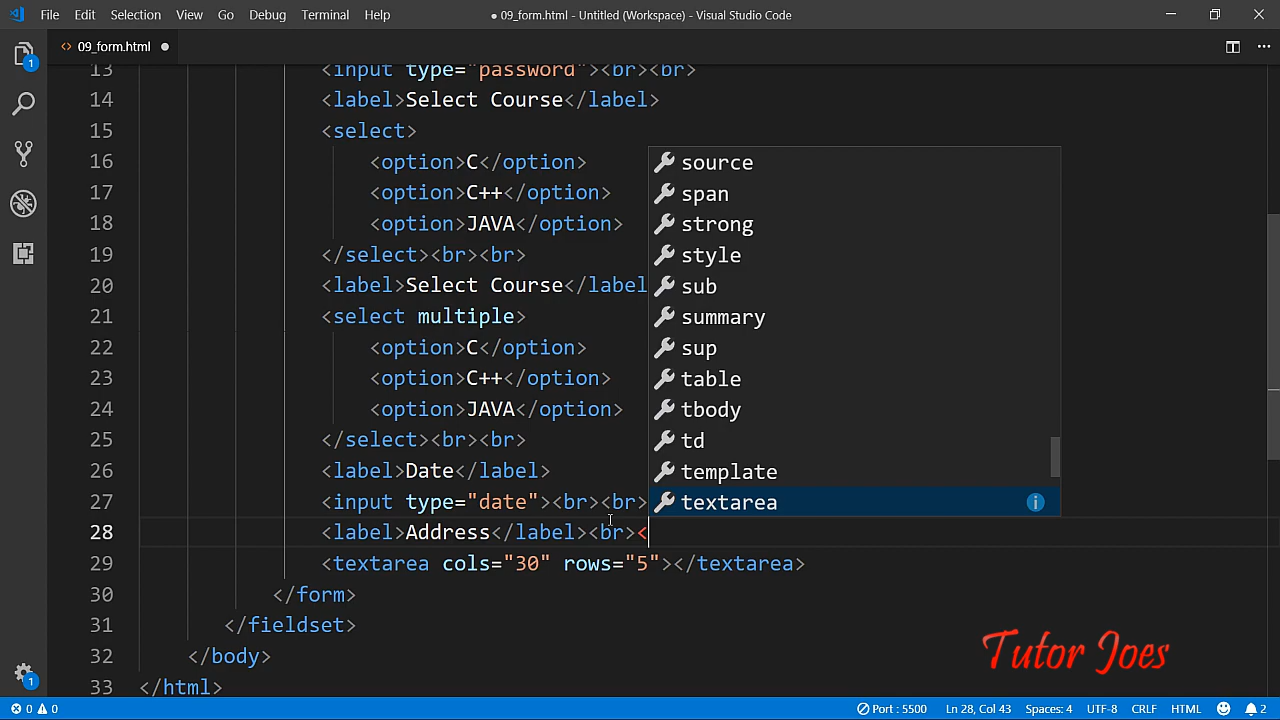 File Edit Selection View Go Debug Terminal Help ● 09_form.html - Untitled (Workspace) - Visual Studio Code
<> 09_form.html ●
13 <input type="password"><br><br>
14 <label>Select Course</label>
15 <select>
16 <option>C</option>
17 <option>C++</option>
18 <option>JAVA</option>
19 </select><br><br>
20 <label>Select Course</label
21 <select multiple>
22 <option>C</option>
23 <option>C++</option>
24 <option>JAVA</option>
25 </select><br><br>
26 <label>Date</label>
27 <input type="date"><br><br>
28 <label>Address</label><br><
29 <textarea cols="30" rows="5"></textarea>
30 </form>
31 </fieldset>
32 </body>
33 </html>
source
span
strong
style
sub
summary
sup
table
tbody
td
template
textarea
1
1
Tutor Joes
0 0 Port : 5500 Ln 28, Col 43 Spaces: 4 UTF-8 CRLF HTML 2